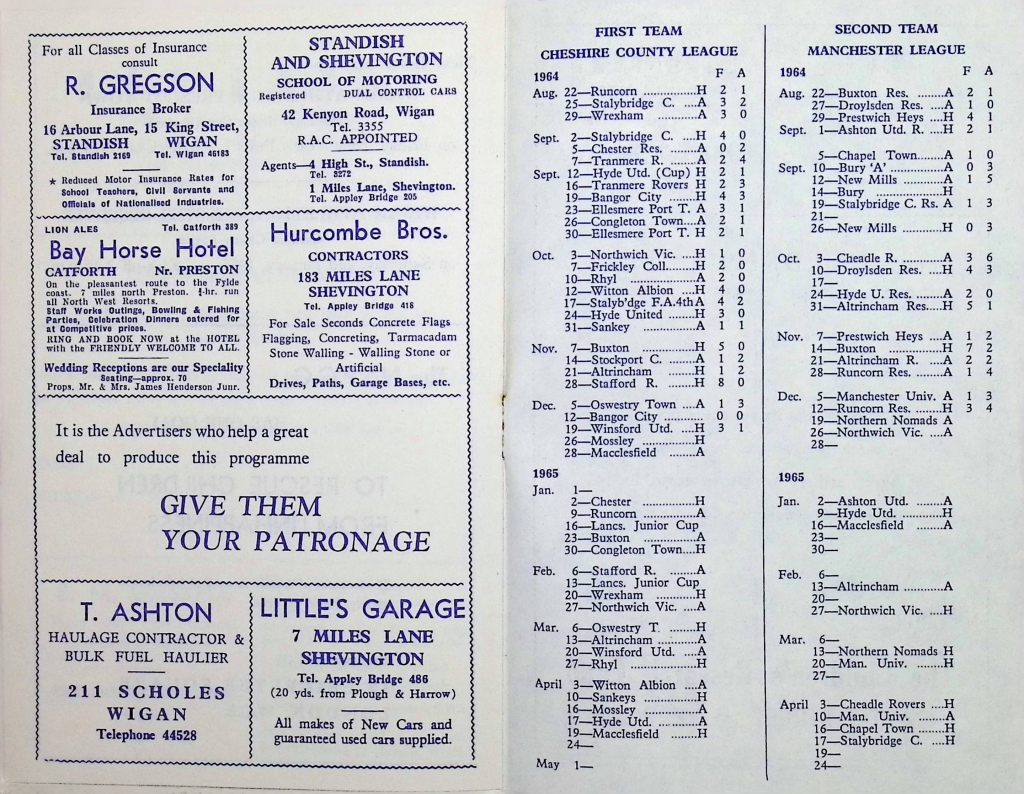 For all Classes of Insurance
consult
R. GREGSON
Insurance Broker
16 Arbour Lane, 15 King Street,
STANDISH WIGAN
Tel. Standish 2169 Tel. Wigan 46183
★ Reduced Motor Insurance Rates for
School Teachers, Civil Servants and
Officials of Nationalised Industries.
STANDISH
AND SHEVINGTON
SCHOOL OF MOTORING
Registered DUAL CONTROL CARS
42 Kenyon Road, Wigan
Tel. 3355
R.A.C. APPOINTED
Agents—4 High St., Standish.
Tel. 3272
1 Miles Lane, Shevington.
Tel. Appley Bridge 205
LION ALES Tel. Catforth 389
Bay Horse Hotel
CATFORTH Nr. PRESTON
On the pleasantest route to the Fylde
coast. 7 miles north Preston. ½-hr. run
all North West Resorts.
Staff Works Outings, Bowling & Fishing
Parties, Celebration Dinners catered for
at Competitive prices.
RING AND BOOK NOW at the HOTEL
with the FRIENDLY WELCOME TO ALL.
Wedding Receptions are our Speciality
Seating—approx. 70
Props. Mr. & Mrs. James Henderson Junr.
Hurcombe Bros.
CONTRACTORS
183 MILES LANE
SHEVINGTON
Tel. Appley Bridge 418
For Sale Seconds Concrete Flags
Flagging, Concreting, Tarmacadam
Stone Walling - Walling Stone or
Artificial
Drives, Paths, Garage Bases, etc.
It is the Advertisers who help a great
deal to produce this programme
GIVE THEM
YOUR PATRONAGE
T. ASHTON
HAULAGE CONTRACTOR &
BULK FUEL HAULIER
211 SCHOLES
WIGAN
Telephone 44528
LITTLE'S GARAGE
7 MILES LANE
SHEVINGTON
Tel. Appley Bridge 486
(20 yds. from Plough & Harrow)
All makes of New Cars and
guaranteed used cars supplied.
FIRST TEAM
CHESHIRE COUNTY LEAGUE
1964 F A
Aug. 22—Runcorn ...............H 2 1
25—Stalybridge C. ....A 3 2
29—Wrexham ............A 3 0
Sept. 2—Stalybridge C. ...H 4 0
5—Chester Res. .......A 0 2
7—Tranmere R. ......A 2 4
Sept. 12—Hyde Utd. (Cup) H 2 1
16—Tranmere Rovers H 2 3
19—Bangor City .........H 4 3
23—Ellesmere Port T. A 3 1
26—Congleton Town...A 2 1
30—Ellesmere Port T. H 2 1
Oct. 3—Northwich Vic. ...H 1 0
7—Frickley Coll........H 2 0
10—Rhyl ..................A 2 0
12—Witton Albion ....H 4 0
17—Stalyb'dge F.A.4th A 4 2
24—Hyde United ......H 3 0
31—Sankey ...............A 1 1
Nov. 7—Buxton ...............H 5 0
14—Stockport C. .......A 1 2
21—Altrincham .........H 1 2
28—Stafford R. .........H 8 0
Dec. 5—Oswestry Town ....A 1 3
12—Bangor City ............ 0 0
19—Winsford Utd. ....H 3 1
26—Mossley ...............H
28—Macclesfield .........A
1965
Jan. 1—
2—Chester ...............H
9—Runcorn ...............A
16—Lancs. Junior Cup
23—Buxton ...............A
30—Congleton Town....H
Feb. 6—Stafford R. .........A
13—Lancs. Junior Cup
20—Wrexham ............H
27—Northwich Vic. ....A
Mar. 6—Oswestry T. ........H
13—Altrincham ............A
20—Winsford Utd. .....A
27—Rhyl ..................H
April 3—Witton Albion ....A
10—Sankeys ...............H
16—Mossley ...............A
17—Hyde Utd. ............A
19—Macclesfield .........H
24—
May 1—
SECOND TEAM
MANCHESTER LEAGUE
F A
1964
Aug. 22—Buxton Res. ........A 2 1
27—Droylsden Res. ....A 1 0
29—Prestwich Heys ....H 4 1
Sept. 1—Ashton Utd. R. ....H 2 1
5—Chapel Town........A 1 0
Sept. 10—Bury 'A' ..............A 0 3
12—New Mills ............A 1 5
14—Bury ..................H
19—Stalybridge C. Rs. A 1 3
21—
26—New Mills ............H 0 3
Oct. 3—Cheadle R. ..........A 3 6
10—Droylsden Res. ....H 4 3
17—
24—Hyde U. Res. .......A 2 0
31—Altrincham Res.....H 5 1
Nov. 7—Prestwich Heys ....A 1 2
14—Buxton ...............H 7 2
21—Altrincham R. .....A 2 2
28—Runcorn Res. .......A 1 4
Dec. 5—Manchester Univ. A 1 3
12—Runcorn Res. .......H 3 4
19—Northern Nomads A
26—Northwich Vic. ....A
28—
1965
Jan. 2—Ashton Utd. .........A
9—Hyde Utd. ............H
16—Macclesfield .........A
23—
30—
Feb. 6—
13—Altrincham ............A
20—
27—Northwich Vic. ....H
Mar. 6—
13—Northern Nomads H
20—Man. Univ. ...........H
27—
April 3—Cheadle Rovers ....H
10—Man. Univ. ..........A
16—Chapel Town .......H
17—Stalybridge C. ....H
19—
24—